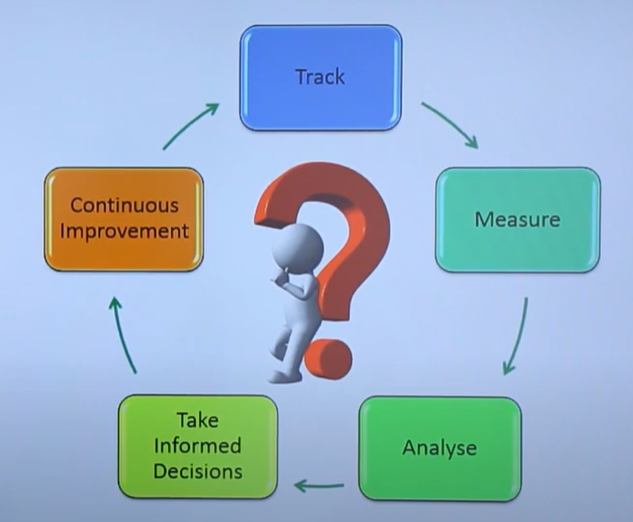 Track
Measure
Analyse
Take
Informed
Decisions
Continuous
Improvement